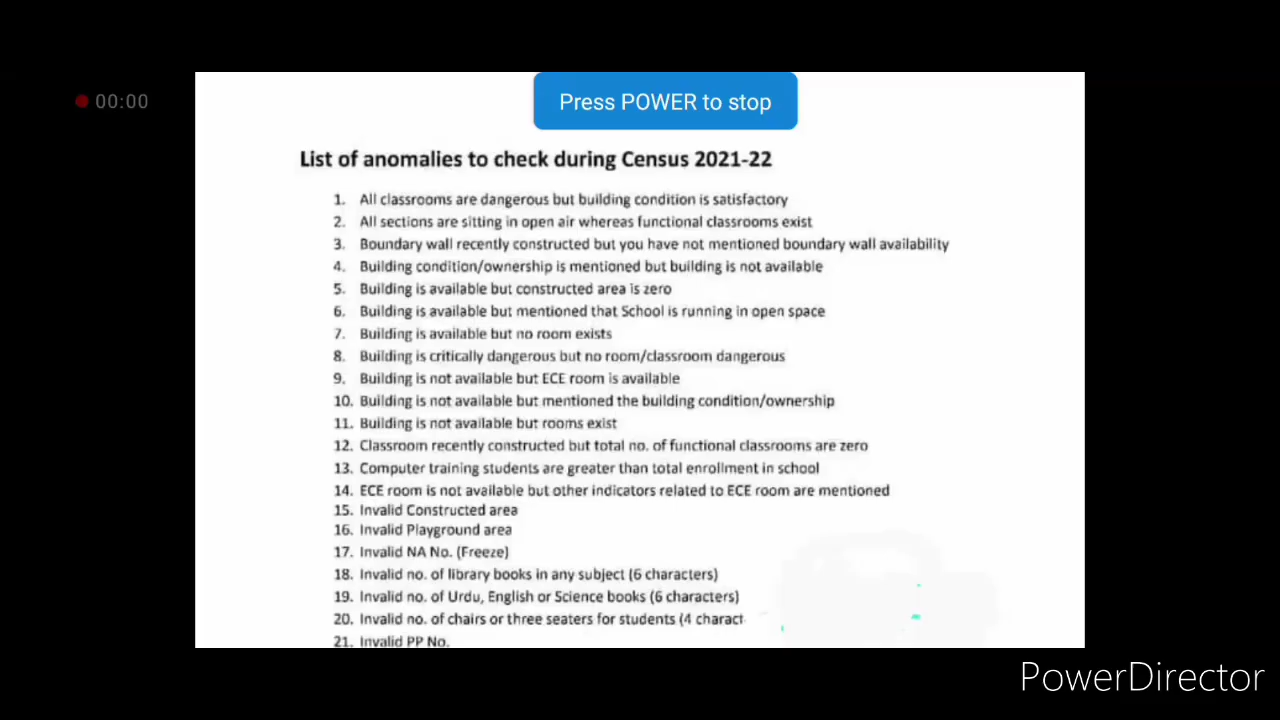 Press POWER to stop
00:00
List of anomalies to check during Census 2021-22
1. All classrooms are dangerous but building condition is satisfactory
2. All sections are sitting in open air whereas functional classrooms exist
3. Boundary wall recently constructed but you have not mentioned boundary wall availability
4. Building condition/ownership is mentioned but building is not available
5. Building is available but constructed area is zero
6. Building is available but mentioned that School is running in open space
7. Building is available but no room exists
8. Building is critically dangerous but no room/classroom dangerous
9. Building is not available but ECE room is available
10. Building is not available but mentioned the building condition/ownership
11. Building is not available but rooms exist
12. Classroom recently constructed but total no. of functional classrooms are zero
13. Computer training students are greater than total enrollment in school
14. ECE room is not available but other indicators related to ECE room are mentioned
15. Invalid Constructed area
16. Invalid Playground area
17. Invalid NA No. (Freeze)
18. Invalid no. of library books in any subject (6 characters)
19. Invalid no. of Urdu, English or Science books (6 characters)
20. Invalid no. of chairs or three seaters for students (4 charact
21. Invalid PP No.
PowerDirector